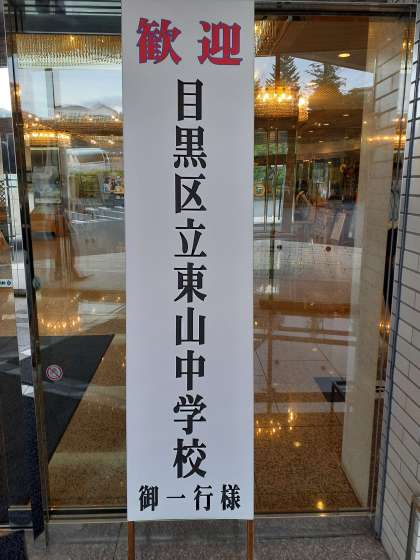 歓迎
目黒区立東山中学校
御一行様